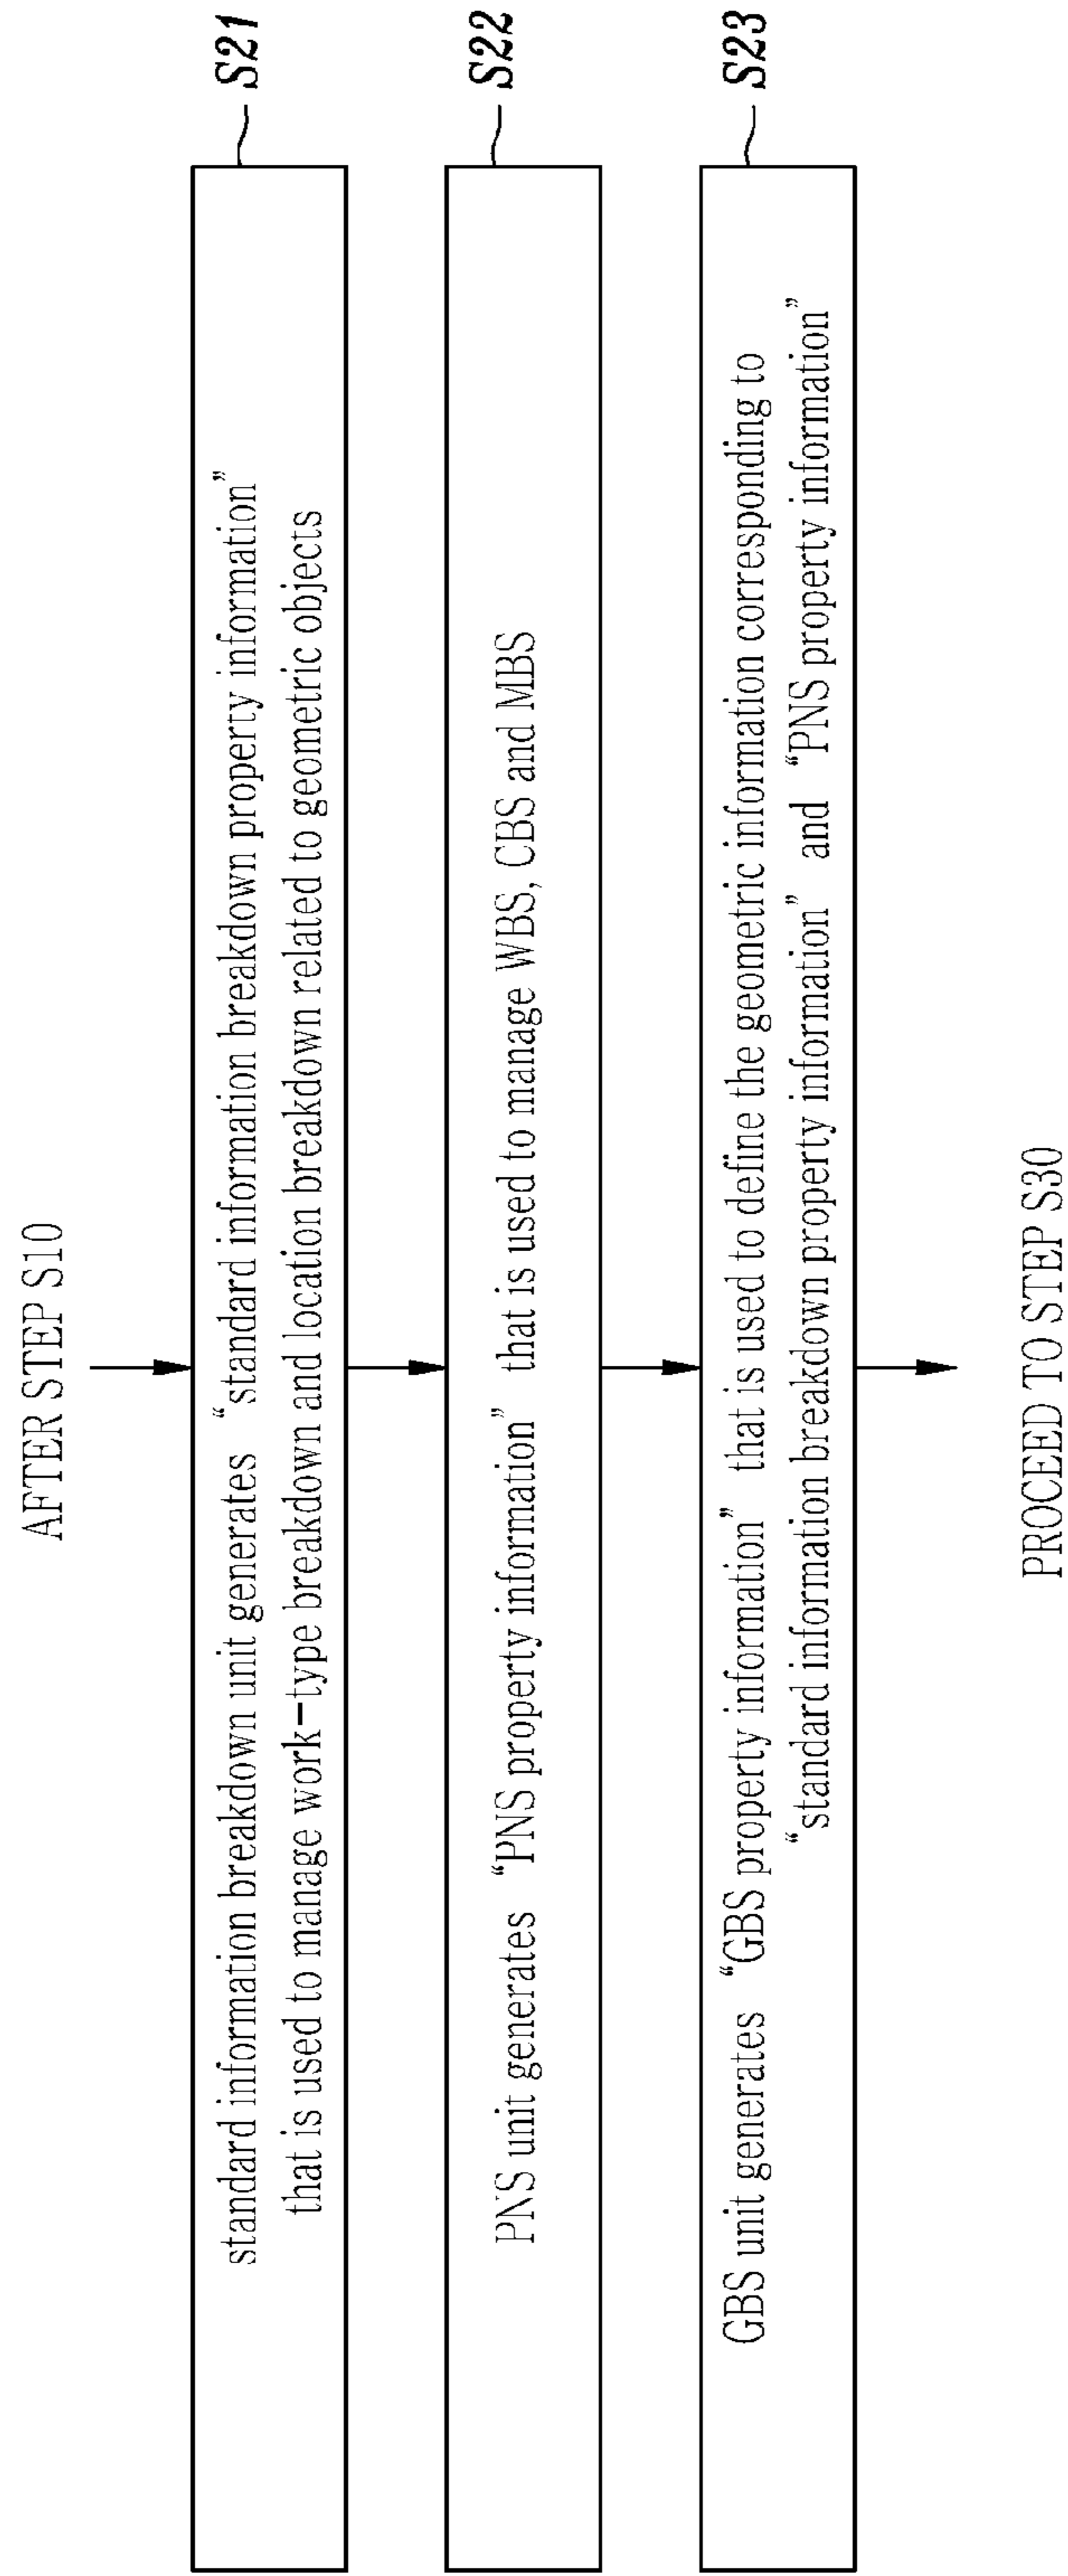 AFTER STEP S10
S21
standard information breakdown unit generates “standard information breakdown property information”
that is used to manage work-type breakdown and location breakdown related to geometric objects
S22
PNS unit generates “PNS property information” that is used to manage WBS, CBS and MBS
S23
GBS unit generates “GBS property information” that is used to define the geometric information corresponding to
“standard information breakdown property information” and “PNS property information”
PROCEED TO STEP S30